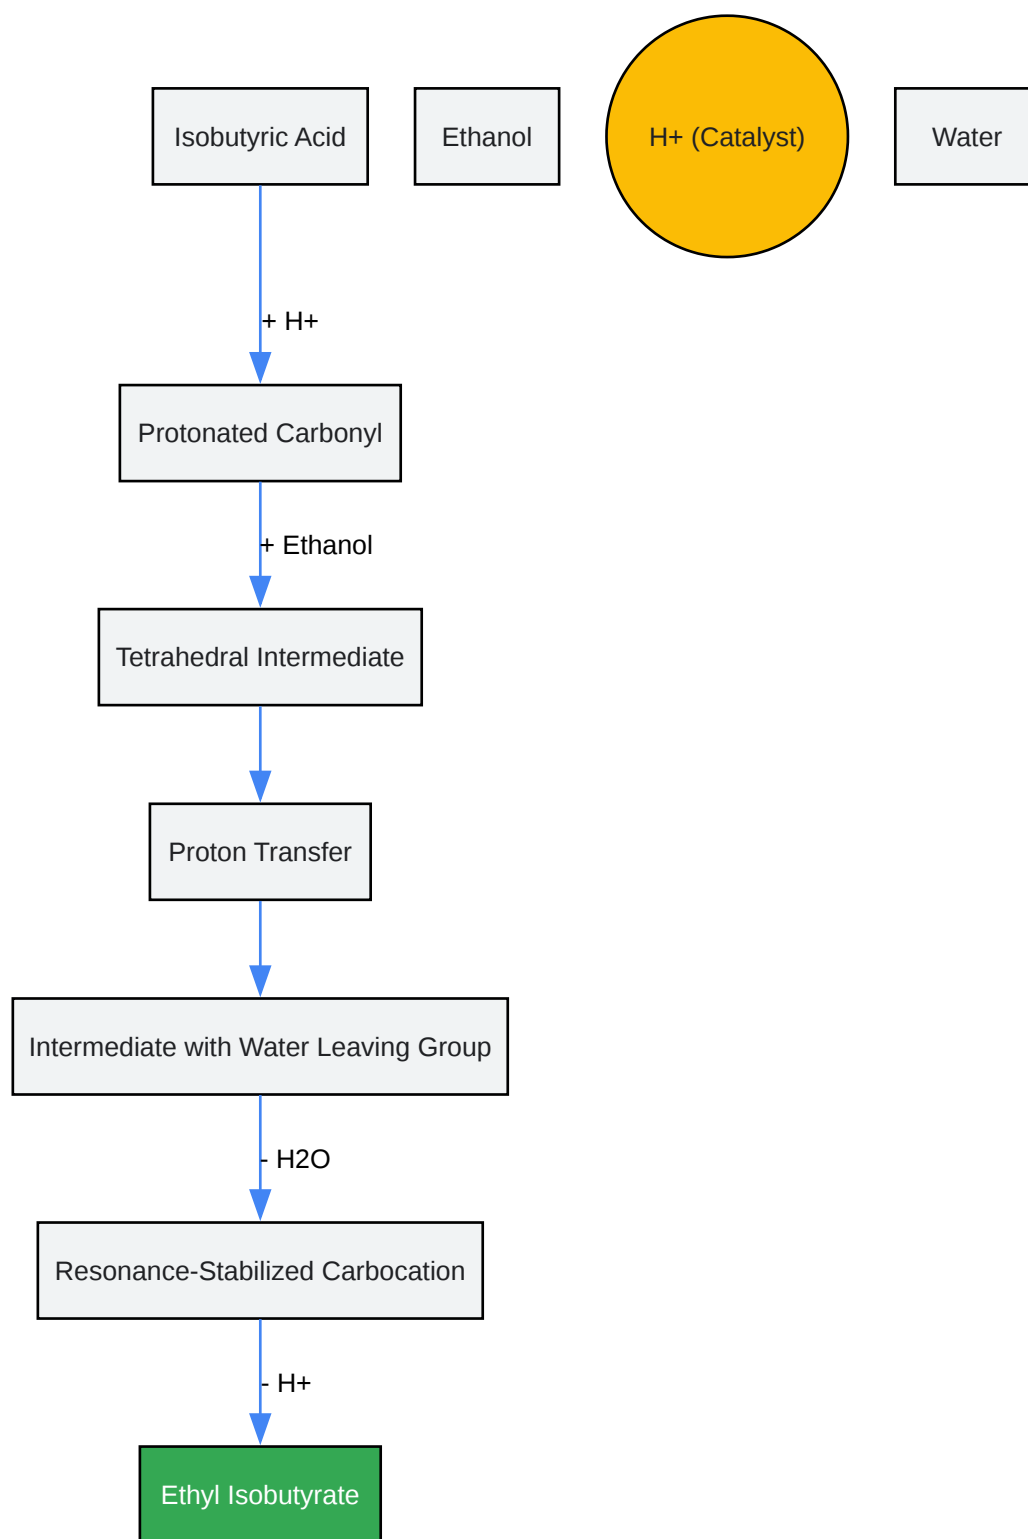 Isobutyric Acid
Ethanol
H+ (Catalyst)
Water
+ H+
Protonated Carbonyl
+ Ethanol
Tetrahedral Intermediate
Proton Transfer
Intermediate with Water Leaving Group
- H2O
Resonance-Stabilized Carbocation
- H+
Ethyl Isobutyrate